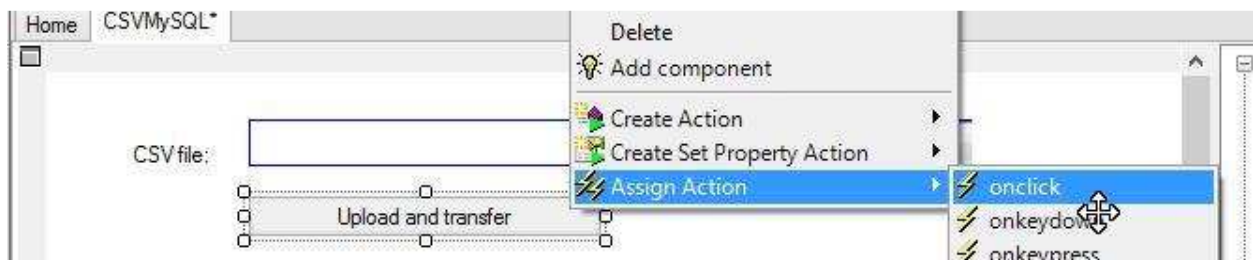 Home CSVMySQL*
Delete
Add component
Create Action
CSV file:
Create Set Property Action
Assign Action onclick
Upload and transfer
onkeydown
onkeypress